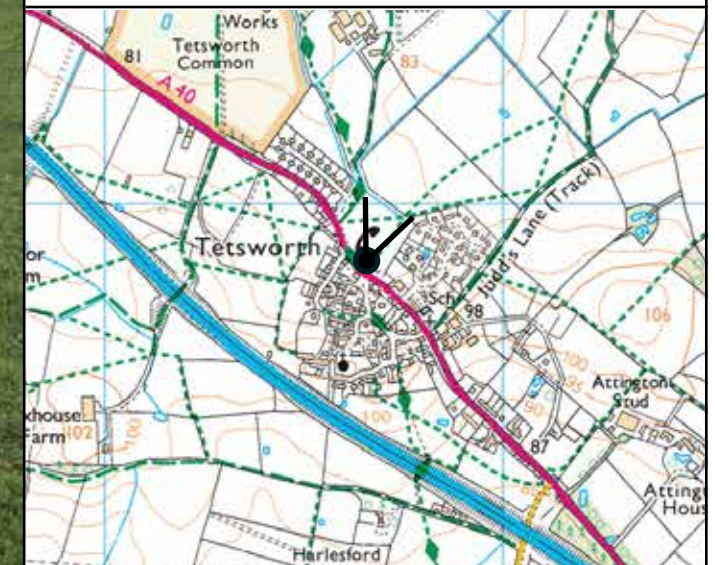 Works
Tetsworth
Common
81
A 40
83
Judd's Lane (Track)
Tetsworth
Sch
98
106
100
95
90
Attington
Stud
87
100
102
100
Harlesford